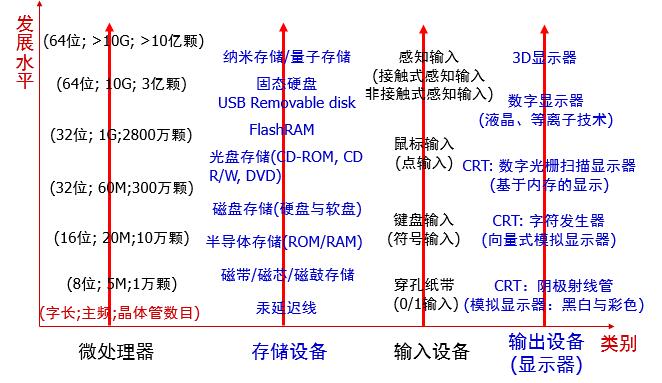 发展水平
(64位; >10G; >10亿颗)
(64位; 10G; 3亿颗)
(32位; 1G;2800万颗)
(32位; 60M;300万颗)
(16位; 20M;10万颗)
(8位; 5M;1万颗)
(字长;主频;晶体管数目)
微处理器
纳米存储/量子存储
固态硬盘
USB Removable disk
FlashRAM
光盘存储(CD-ROM, CD
R/W, DVD)
磁盘存储(硬盘与软盘)
半导体存储(ROM/RAM)
磁带/磁芯/磁鼓存储
汞延迟线
存储设备
感知输入
(接触式感知输入
非接触式感知输入)
鼠标输入
(点输入)
键盘输入
(符号输入)
穿孔纸带
(0/1输入)
输入设备
3D显示器
数字显示器
(液晶、等离子技术)
CRT: 数字光栅扫描显示器
(基于内存的显示)
CRT: 字符发生器
(向量式模拟显示器)
CRT：阴极射线管
(模拟显示器：黑白与彩色)
输出设备
(显示器)
类别